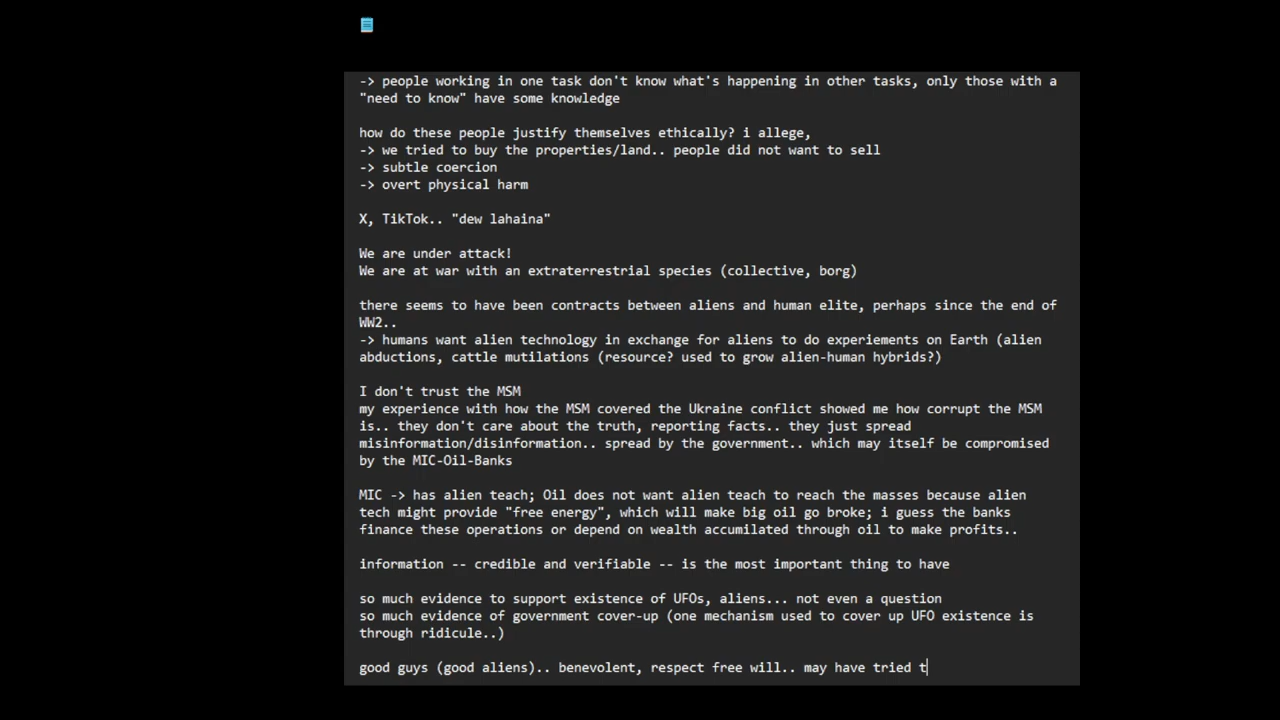 -> people working in one task don't know what's happening in other tasks, only those with a
"need to know" have some knowledge
how do these people justify themselves ethically? i allege,
-> we tried to buy the properties/land.. people did not want to sell
-> subtle coercion
-> overt physical harm
X, TikTok.. "dew lahaina"
We are under attack!
We are at war with an extraterrestrial species (collective, borg)
there seems to have been contracts between aliens and human elite, perhaps since the end of
WW2..
-> humans want alien technology in exchange for aliens to do experiements on Earth (alien
abductions, cattle mutilations (resource? used to grow alien-human hybrids?)
I don't trust the MSM
my experience with how the MSM covered the Ukraine conflict showed me how corrupt the MSM
is.. they don't care about the truth, reporting facts.. they just spread
misinformation/disinformation.. spread by the government.. which may itself be compromised
by the MIC-Oil-Banks
MIC -> has alien teach; Oil does not want alien teach to reach the masses because alien
tech might provide "free energy", which will make big oil go broke; i guess the banks
finance these operations or depend on wealth accumilated through oil to make profits..
information -- credible and verifiable -- is the most important thing to have
so much evidence to support existence of UFOs, aliens... not even a question
so much evidence of government cover-up (one mechanism used to cover up UFO existence is
through ridicule..)
good guys (good aliens).. benevolent, respect free will.. may have tried t